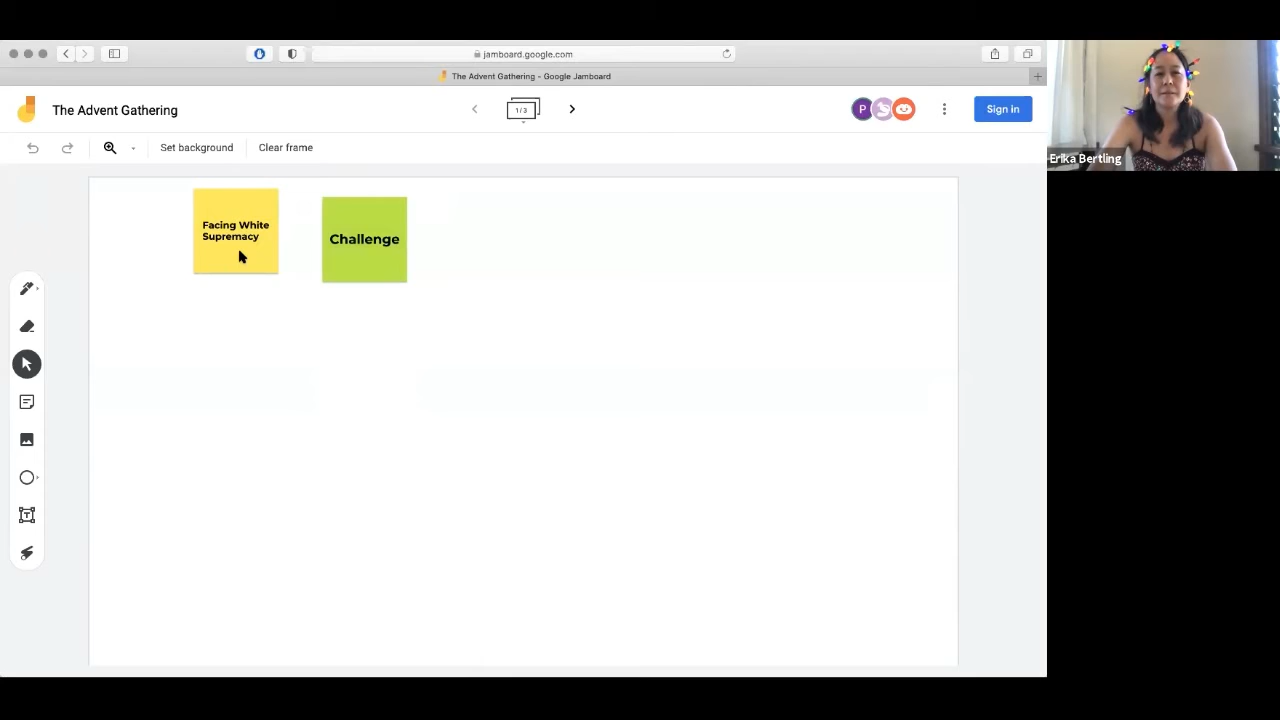 jamboard.google.com
The Advent Gathering - Google Jamboard
The Advent Gathering
1/3
P
Sign in
Set background
Clear frame
Erika Bertling
Facing White
Supremacy
Challenge
T